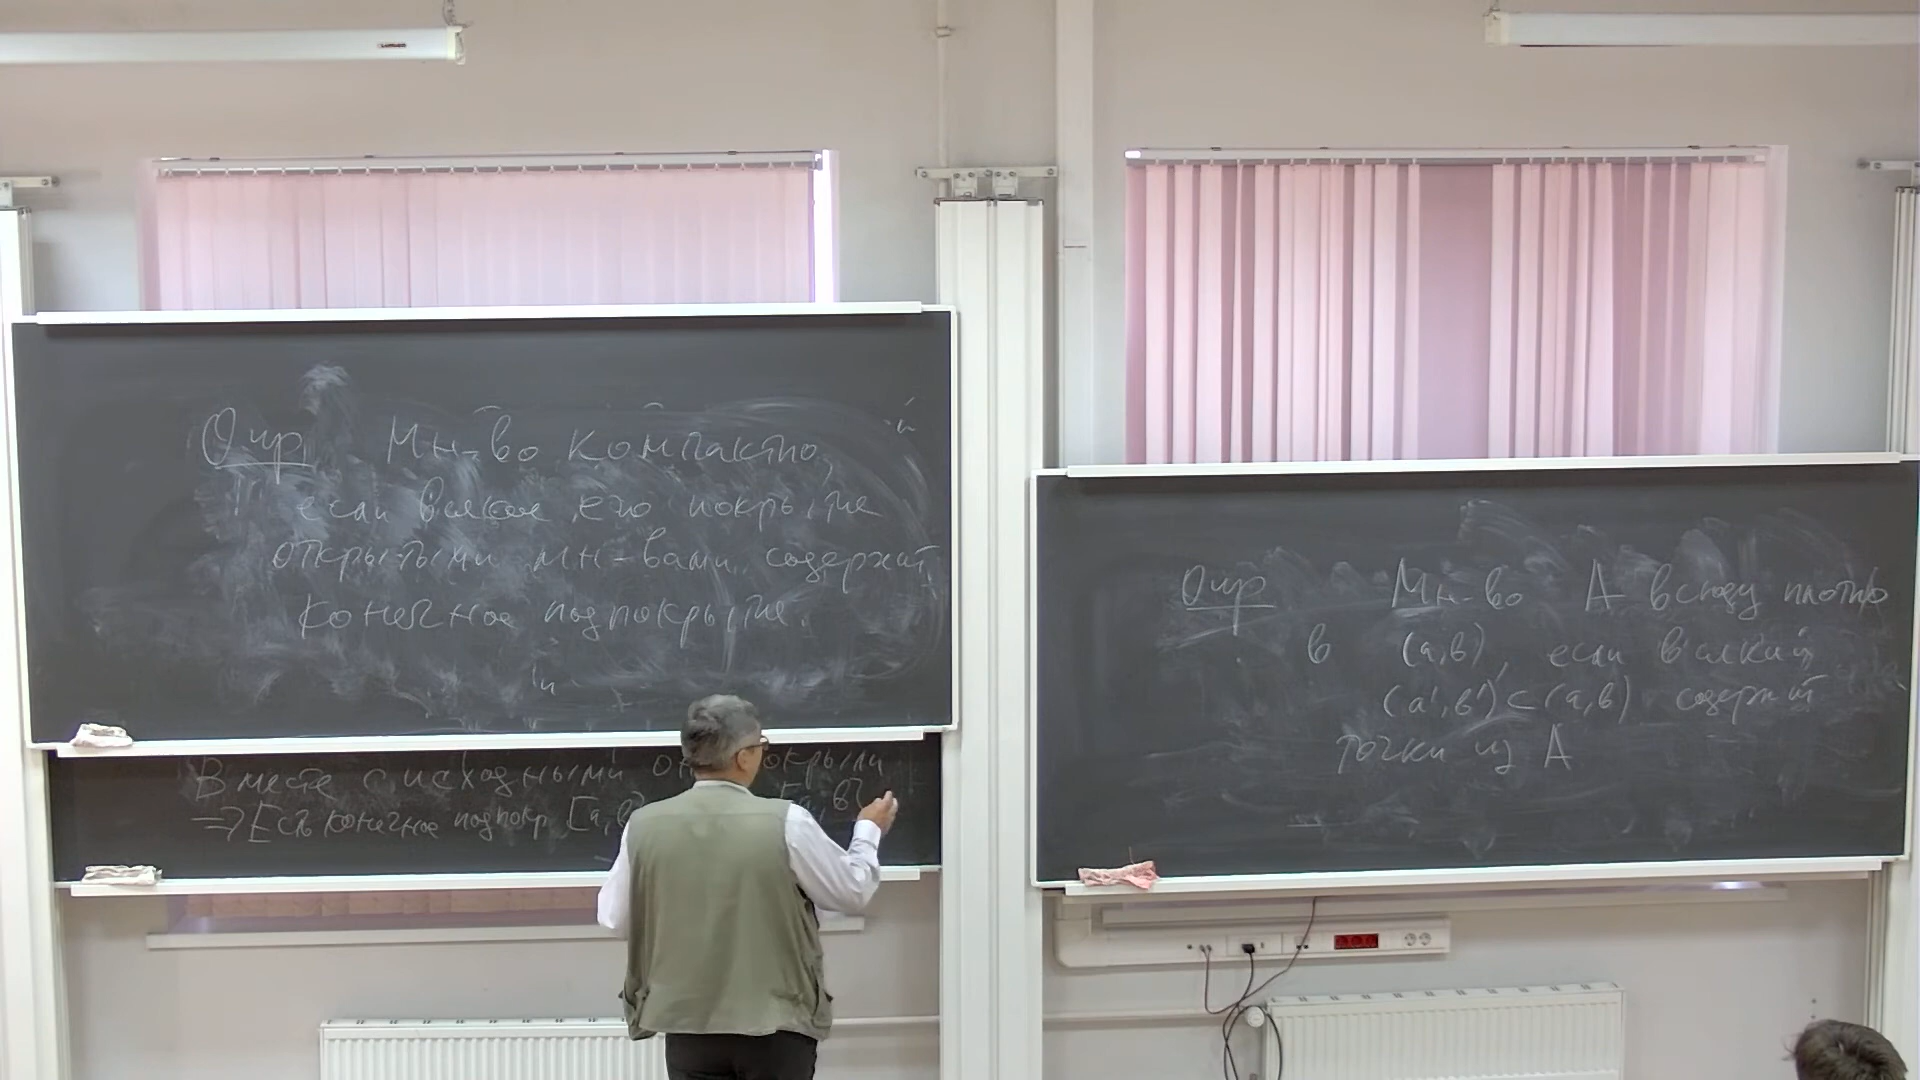 Опр Мн-во компактно,
если всякое его покрытие
открытыми мн-вами содержит
конечное подпокрытие.
Вместе с исходными покрыли
⇒ Есть конечное подпокр. [a,
Опр Мн-во A всюду плотно
в (a,b), если всякий
(a',b')⊂(a,b) содержит
точки из A